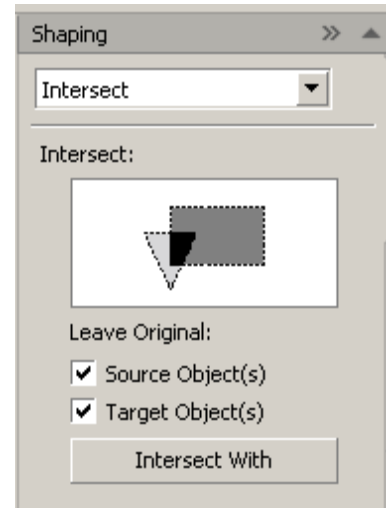 Shaping
Intersect
Intersect:
Leave Original:
Source Object(s)
Target Object(s)
Intersect With